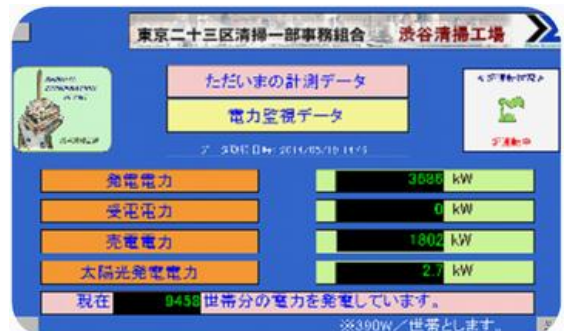 東京二十三区清掃一部事務組合 渋谷清掃工場
ただいまの計測データ
電力監視データ
発電電力 3686 kW
受電電力 0 kW
売電電力 1802 kW
太陽光発電電力 2.7 kW
現在 9458 世帯分の電力を発電しています。
※390W/世帯とします。